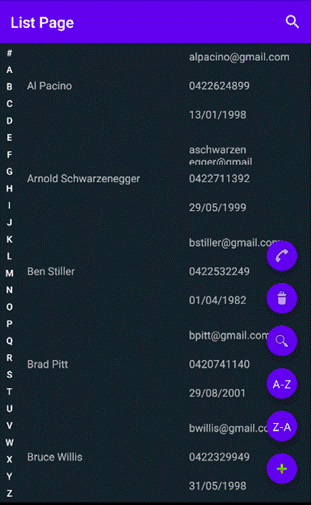 List Page
#
A
B
C
D
E
F
G
H
I
J
K
L
M
N
O
P
Q
R
S
T
U
V
W
X
Y
Z
alpacino@gmail.com
Al Pacino
0422624899
13/01/1998
aschwarzen
egger@gmail
Arnold Schwarzenegger
0422711392
29/05/1999
bstiller@gmail.com
Ben Stiller
0422532249
01/04/1982
bpitt@gmail.com
Brad Pitt
0420741140
29/08/2001
bwillis@gmail.co
Bruce Willis
0422329949
31/05/1998
A-Z
Z-A